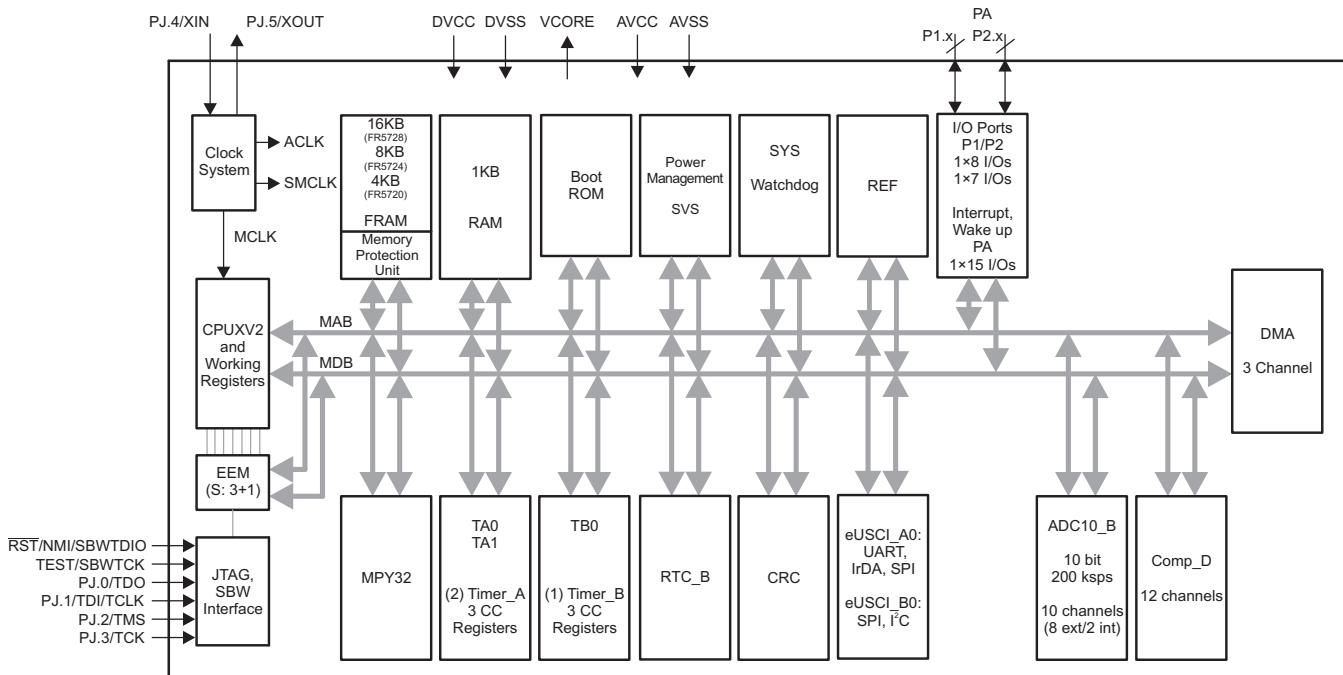 PJ.4/XIN
PJ.5/XOUT
DVCC
DVSS
VCORE
AVCC
AVSS
PA
P1.x
P2.x
Clock
System
ACLK
SMCLK
MCLK
16KB
(FR5728)
8KB
(FR5724)
4KB
(FR5720)
FRAM
Memory
Protection
Unit
1KB
RAM
Boot
ROM
Power
Management
SVS
SYS
Watchdog
REF
I/O Ports
P1/P2
1×8 I/Os
1×7 I/Os
Interrupt,
Wake up
PA
1×15 I/Os
CPUXV2
and
Working
Registers
MAB
MDB
DMA
3 Channel
EEM
(S: 3+1)
RST/NMI/SBWTDIO
TEST/SBWTCK
PJ.0/TDO
PJ.1/TDI/TCLK
PJ.2/TMS
PJ.3/TCK
JTAG,
SBW
Interface
MPY32
TA0
TA1
(2) Timer_A
3 CC
Registers
TB0
(1) Timer_B
3 CC
Registers
RTC_B
CRC
eUSCI_A0:
UART,
IrDA, SPI
eUSCI_B0:
SPI, I²C
ADC10_B
10 bit
200 ksps
10 channels
(8 ext/2 int)
Comp_D
12 channels